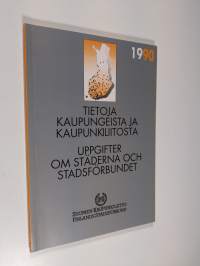 1990
TIETOJA
KAUPUNGEISTA JA
KAUPUNKILIITOSTA
UPPGIFTER
OM STÄDERNA OCH
STADSFÖRBUNDET
SUOMEN KAUPUNKILIITTO
FINLANDS STADSFÖRBUND